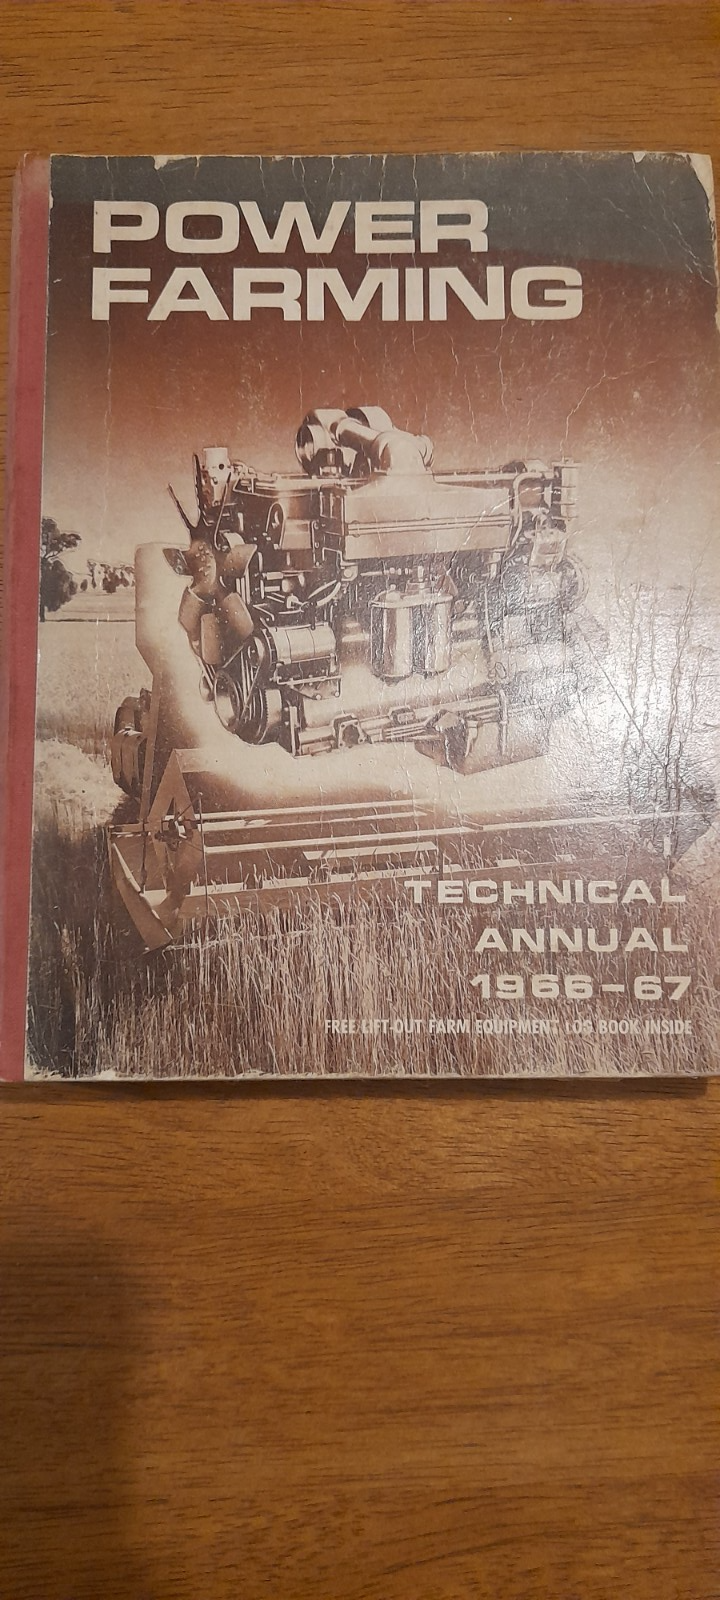 POWER
FARMING
TECHNICAL
ANNUAL
1966-67
FREE LIFT-OUT FARM EQUIPMENT LOG BOOK INSIDE